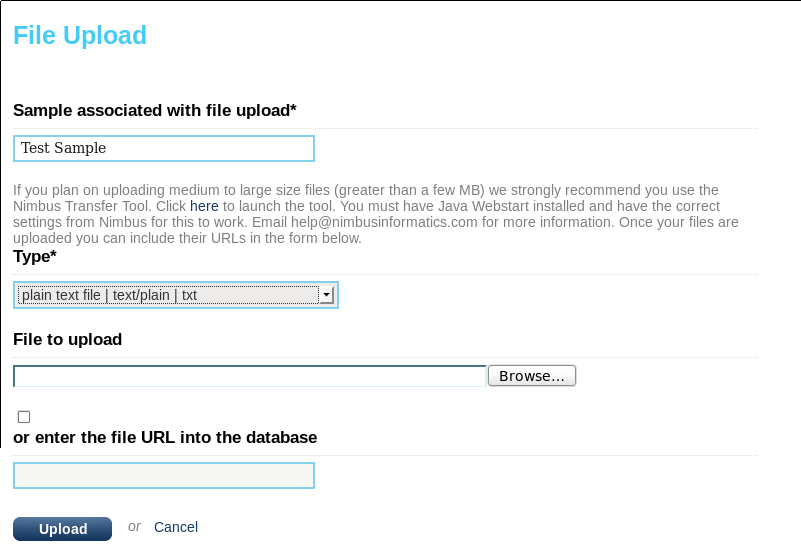 File Upload
Sample associated with file upload*
Test Sample
If you plan on uploading medium to large size files (greater than a few MB) we strongly recommend you use the
Nimbus Transfer Tool. Click here to launch the tool. You must have Java Webstart installed and have the correct
settings from Nimbus for this to work. Email help@nimbusinformatics.com for more information. Once your files are
uploaded you can include their URLs in the form below.
Type*
plain text file | text/plain | txt
File to upload
Browse...
or enter the file URL into the database
Upload or Cancel